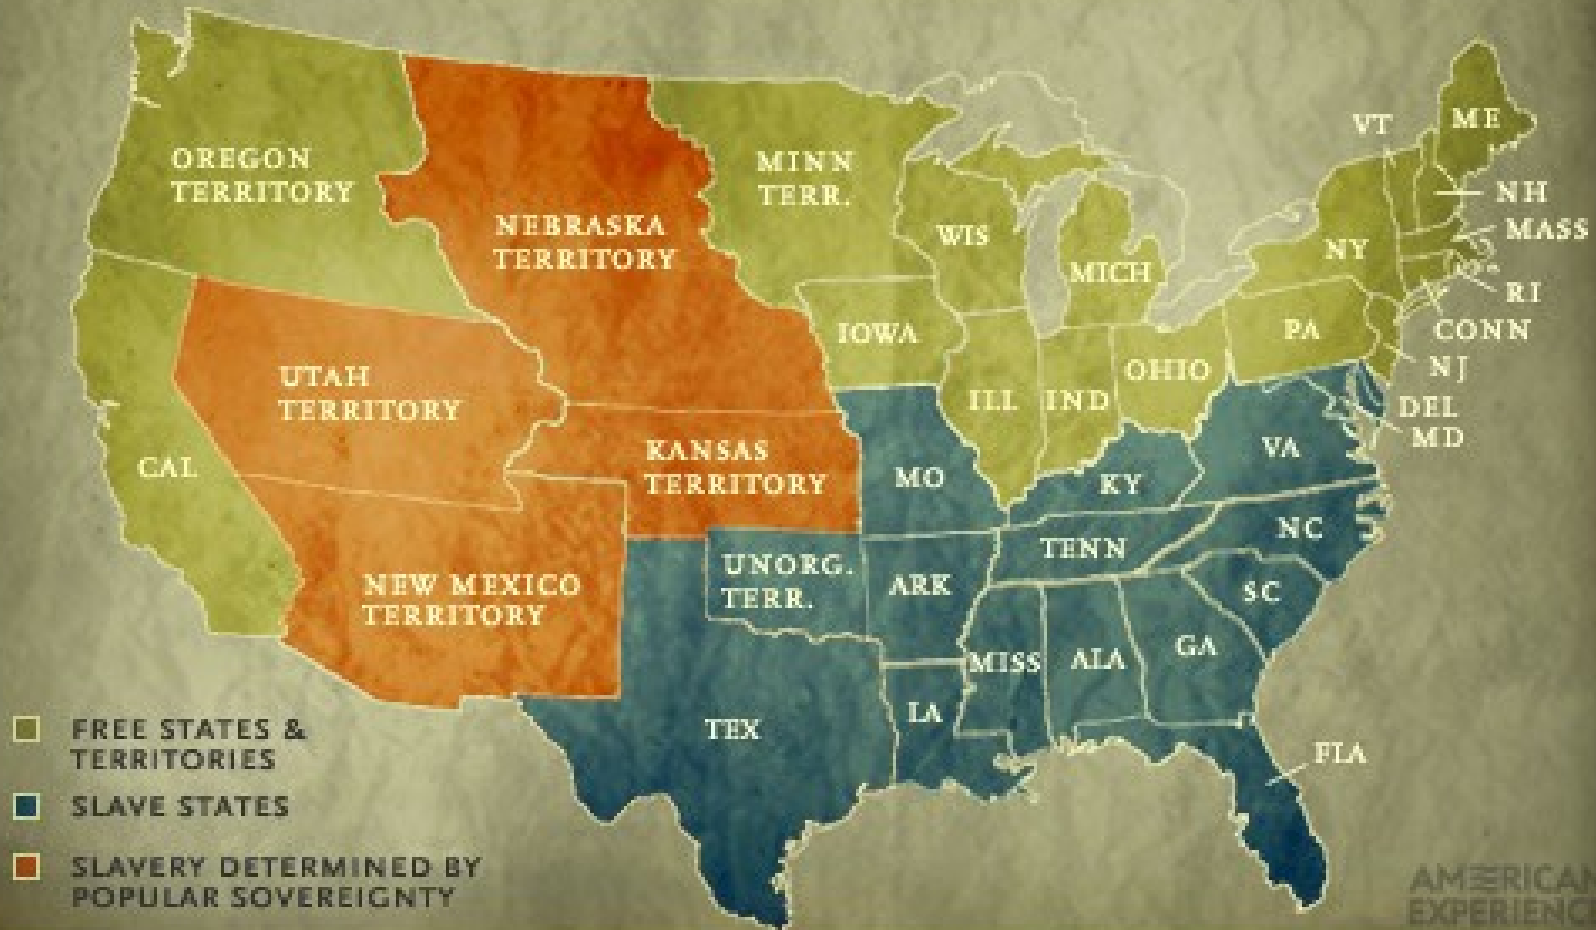 OREGON
TERRITORY
NEBRASKA
TERRITORY
MINN
TERR.
WIS
MICH
VT
ME
NH
MASS
NY
RI
CONN
NJ
PA
IOWA
ILL
IND
OHIO
DEL
MD
UTAH
TERRITORY
CAL
KANSAS
TERRITORY
MO
KY
VA
NEW MEXICO
TERRITORY
UNORG.
TERR.
ARK
TENN
NC
SC
MISS
ALA
GA
LA
TEX
FLA
FREE STATES &
TERRITORIES
SLAVE STATES
SLAVERY DETERMINED BY
POPULAR SOVEREIGNTY
AMERICAN
EXPERIENCE